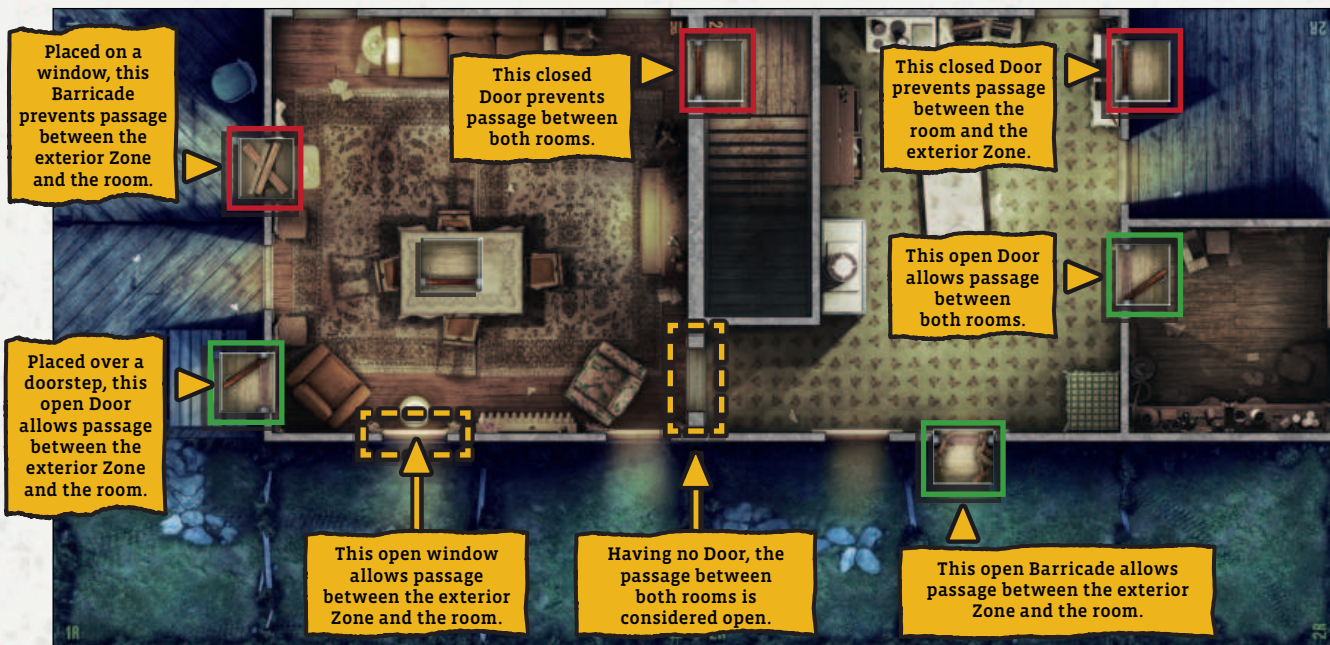 Placed on a
window, this
Barricade
prevents passage
between the
exterior Zone
and the room.
This closed
Door prevents
passage between
both rooms.
This closed Door
prevents passage
between the
room and the
exterior Zone.
This open Door
allows passage
between
both rooms.
Placed over a
doorstep, this
open Door
allows passage
between the
exterior Zone
and the room.
This open window
allows passage
between the exterior
Zone and the room.
Having no Door, the
passage between
both rooms is
considered open.
This open Barricade allows
passage between the exterior
Zone and the room.
2R
1R
2R